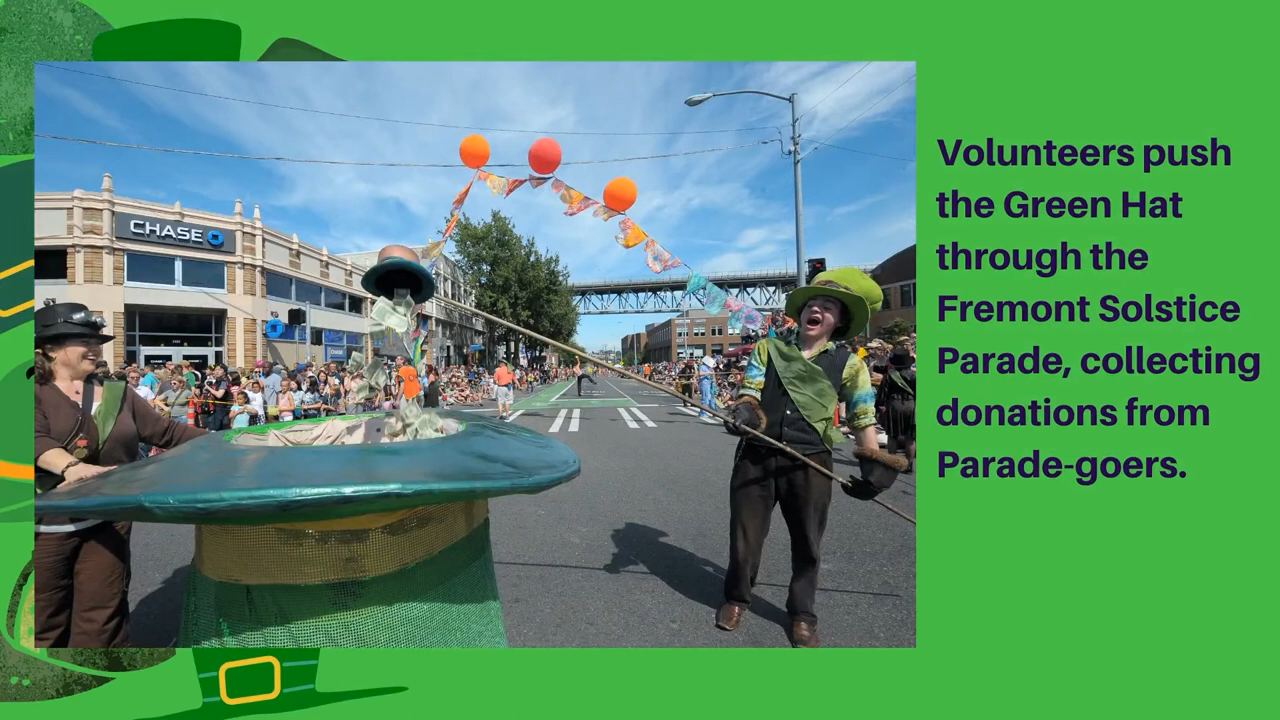 CHASE
Volunteers push
the Green Hat
through the
Fremont Solstice
Parade, collecting
donations from
Parade-goers.